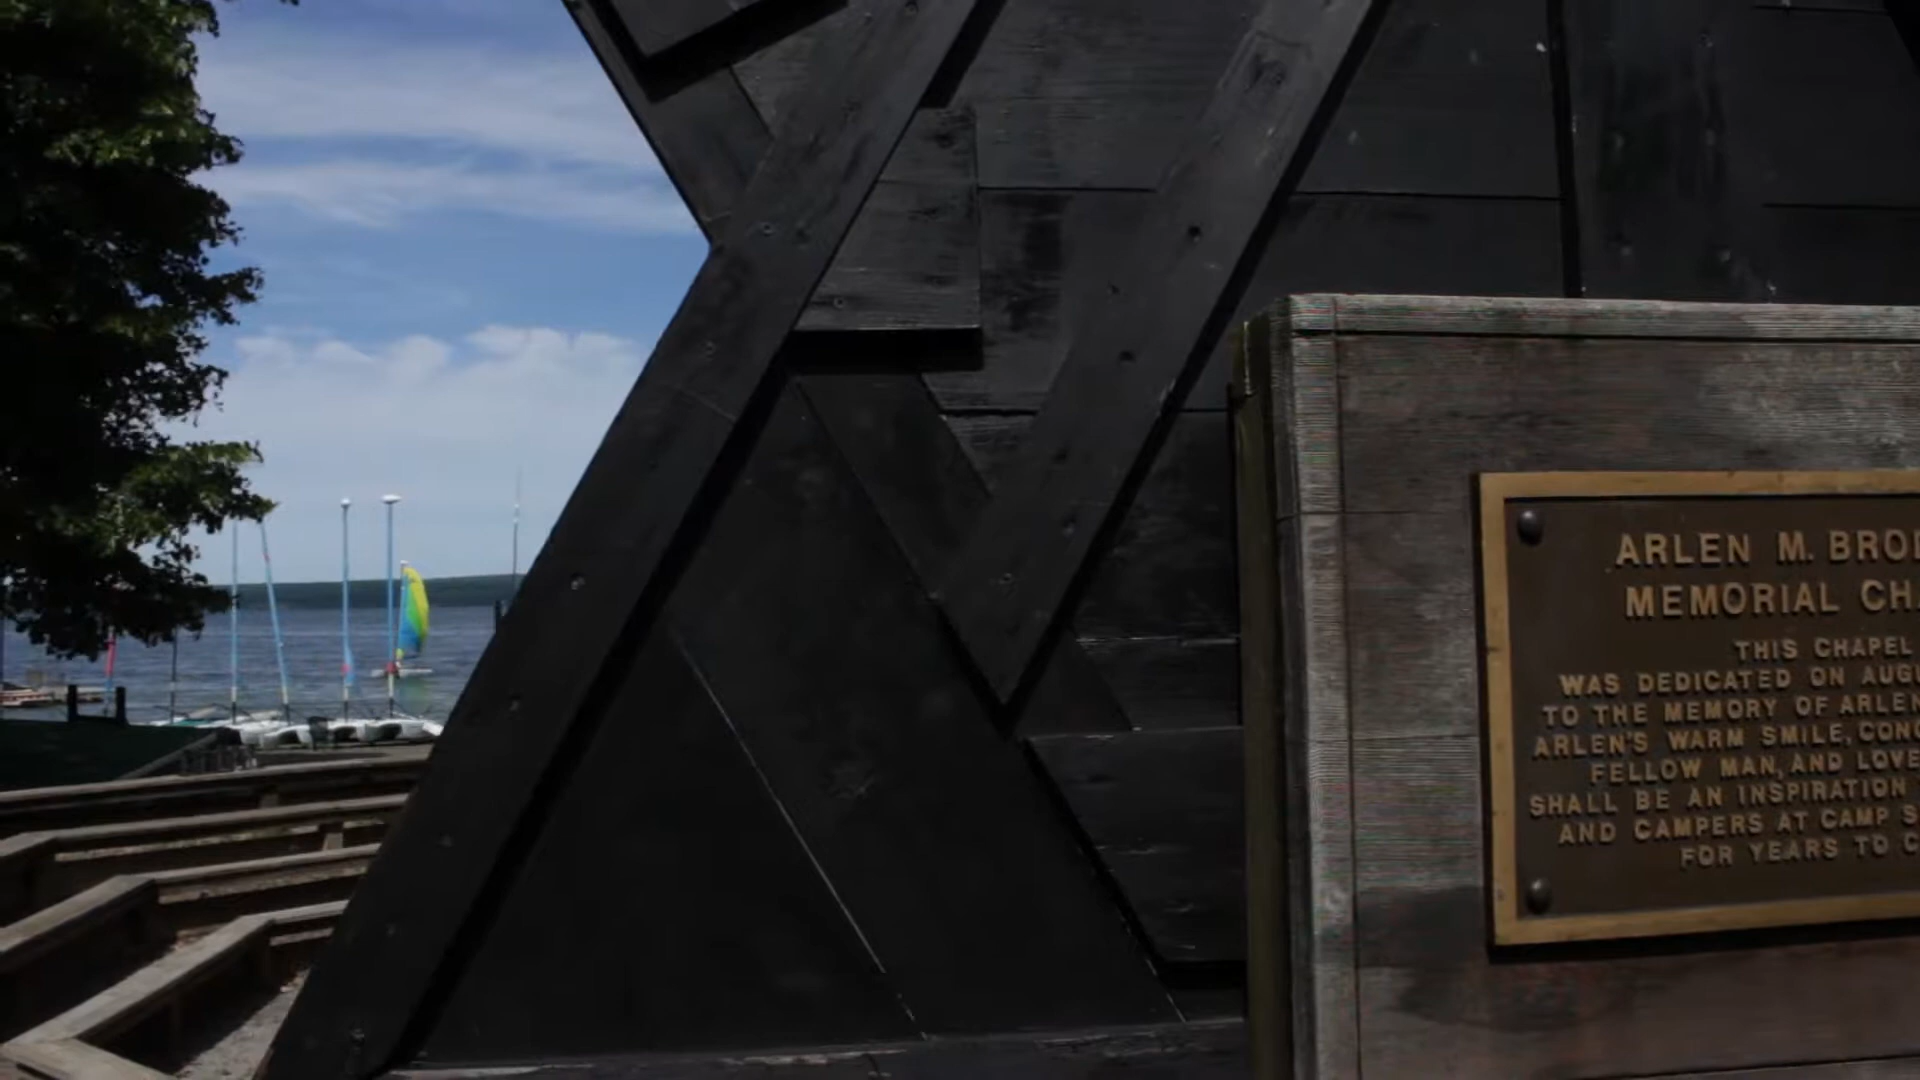 ARLEN M. BRO
MEMORIAL CH
THIS CHAPEL
WAS DEDICATED ON AUGU
TO THE MEMORY OF ARLEN
ARLEN'S WARM SMILE, CONC
FELLOW MAN, AND LOVE
SHALL BE AN INSPIRATION
AND CAMPERS AT CAMP S
FOR YEARS TO C